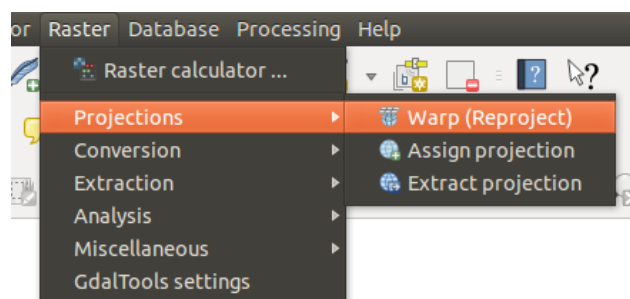 or Raster Database Processing Help
Raster calculator ...
Projections
Warp (Reproject)
Conversion
Assign projection
Extraction
Extract projection
Analysis
Miscellaneous
GdalTools settings